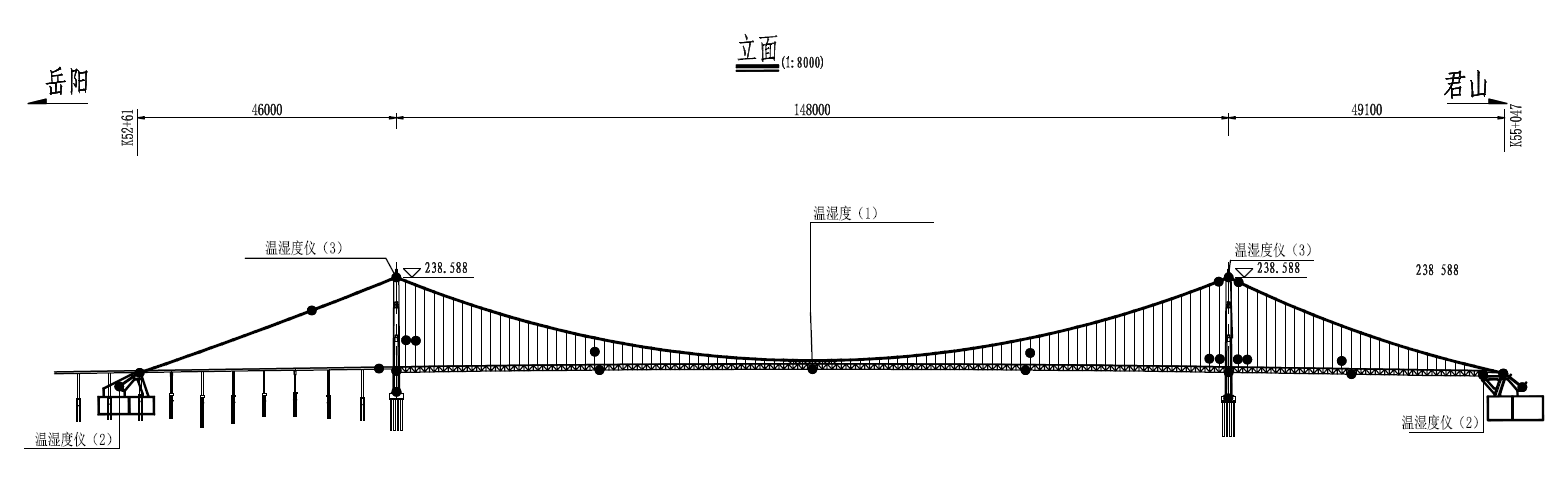 立面 (1:8000)
岳阳
君山
46000
148000
49100
K52+61
K55+047
温湿度（1）
温湿度仪（3）
温湿度仪（3）
238.588
238.588
238 588
温湿度仪（2）
温湿度仪（2）